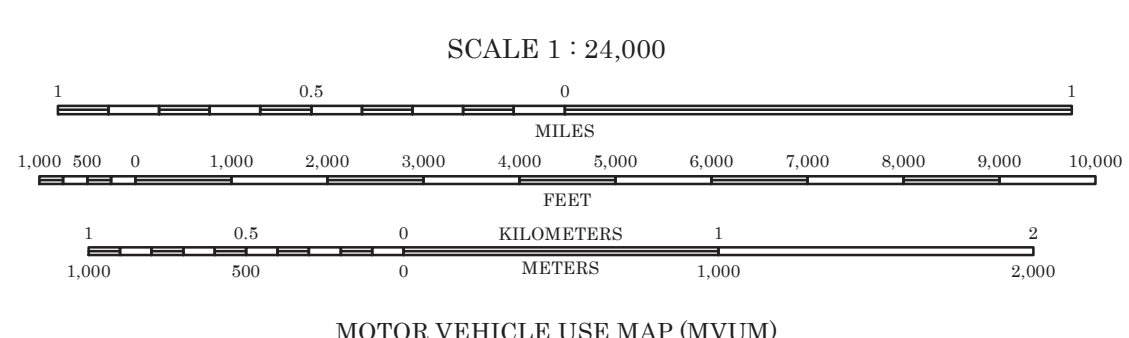 SCALE 1 : 24,000
1 0.5 0 1
MILES
1,000 500 0 1,000 2,000 3,000 4,000 5,000 6,000 7,000 8,000 9,000 10,000
FEET
1 0.5 0 KILOMETERS 1 2
1,000 500 0 METERS 1,000 2,000
MOTOR VEHICLE USE MAP (MVUM)